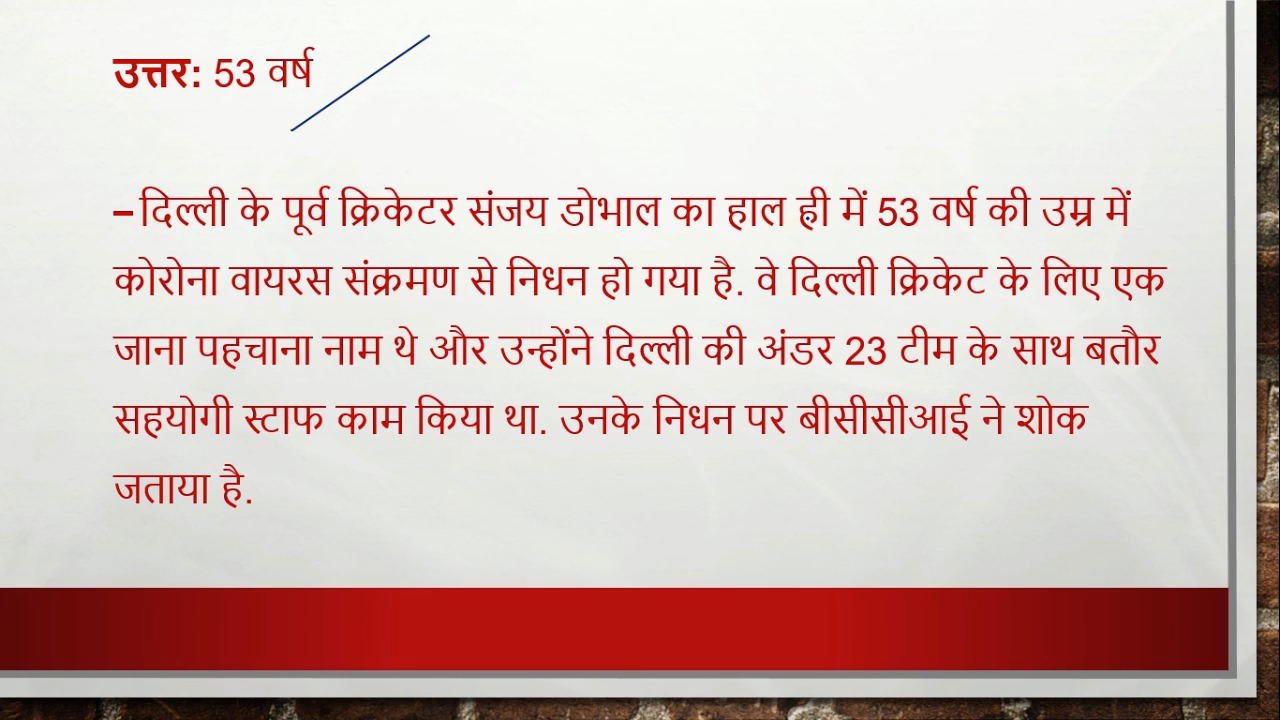 उत्तर: 53 वर्ष
– दिल्ली के पूर्व क्रिकेटर संजय डोभाल का हाल ही में 53 वर्ष की उम्र में
कोरोना वायरस संक्रमण से निधन हो गया है. वे दिल्ली क्रिकेट के लिए एक
जाना पहचाना नाम थे और उन्होंने दिल्ली की अंडर 23 टीम के साथ बतौर
सहयोगी स्टाफ काम किया था. उनके निधन पर बीसीसीआई ने शोक
जताया है.